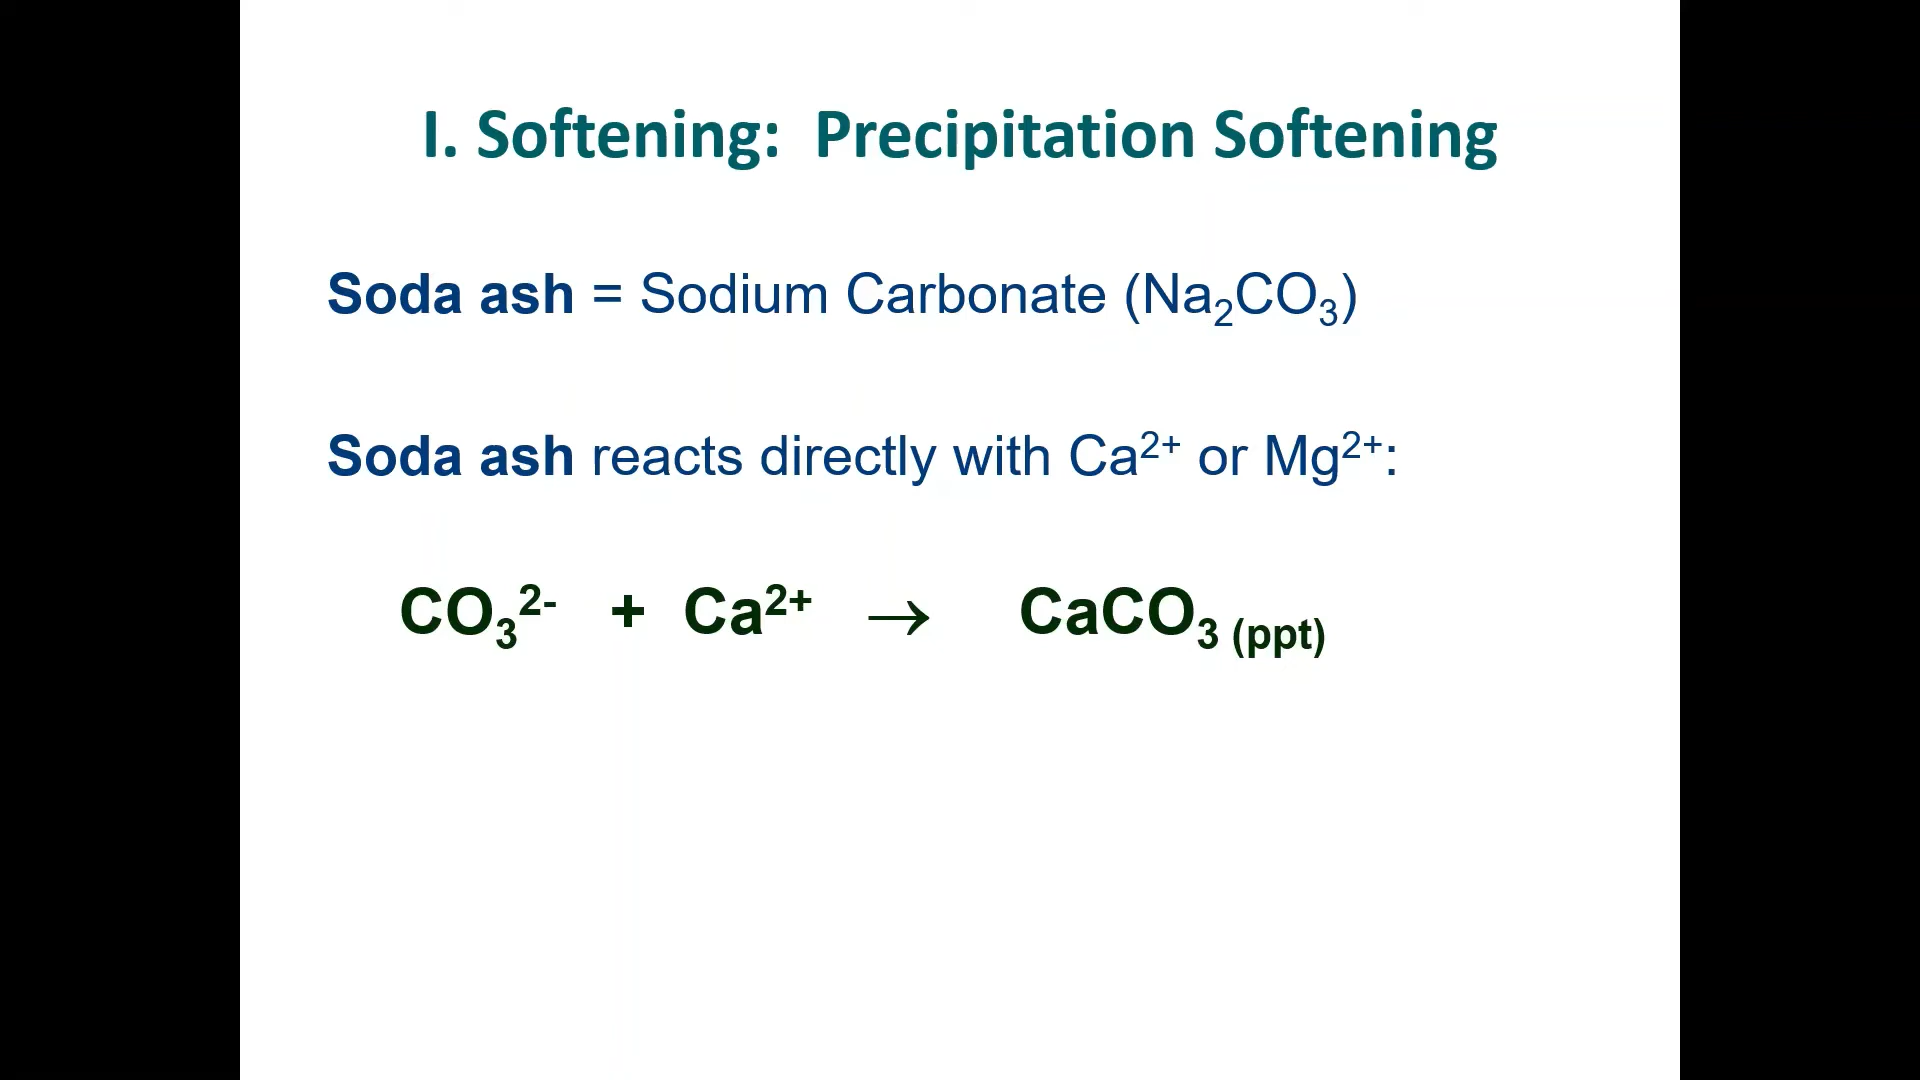 I. Softening:  Precipitation Softening
Soda ash = Sodium Carbonate (Na₂CO₃)
Soda ash reacts directly with Ca²⁺ or Mg²⁺:
CO₃²⁻ + Ca²⁺ → CaCO₃ (ppt)